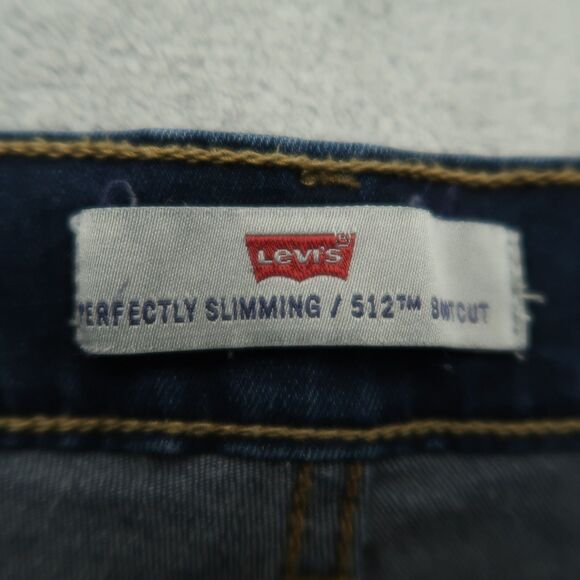 Levi's
PERFECTLY SLIMMING / 512™